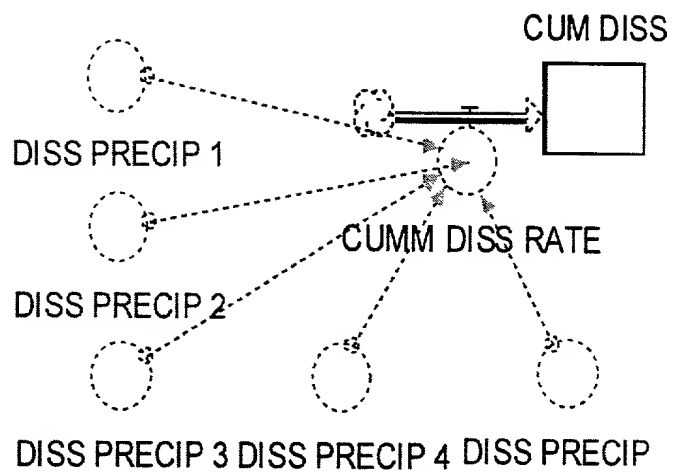 CUM DISS
DISS PRECIP 1
CUMM DISS RATE
DISS PRECIP 2
DISS PRECIP 3 DISS PRECIP 4 DISS PRECIP